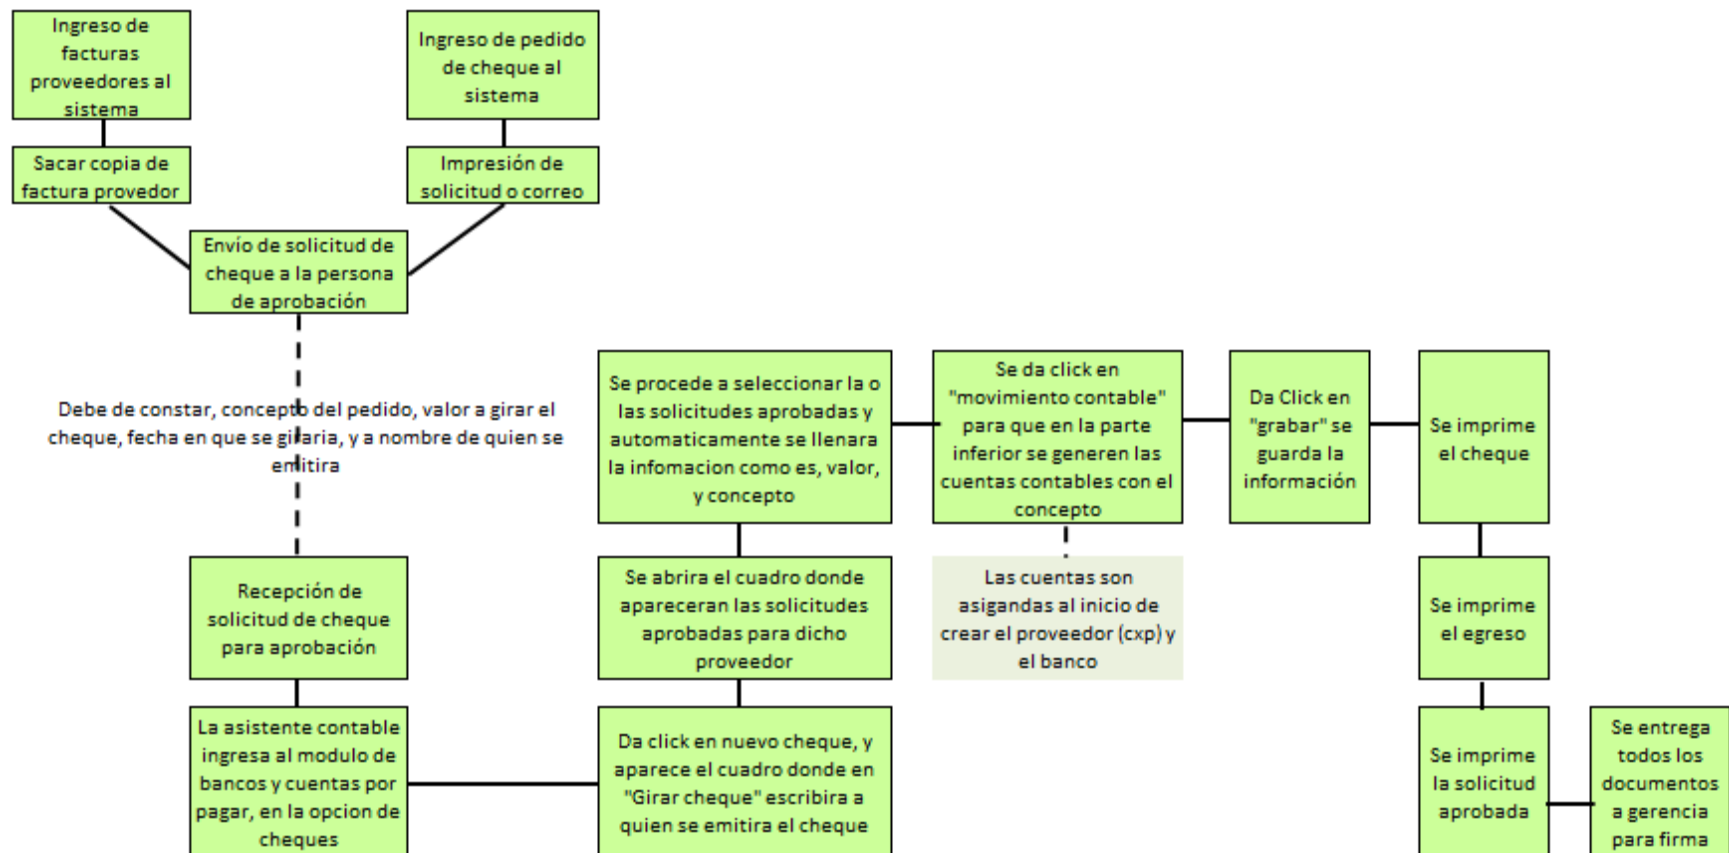 Ingreso de
facturas
proveedores al
sistema
Ingreso de pedido
de cheque al
sistema
Sacar copia de
factura provedor
Impresión de
solicitud o correo
Envío de solicitud de
cheque a la persona
de aprobación
Debe de constar, concepto del pedido, valor a girar el
cheque, fecha en que se giraria, y a nombre de quien se
emitira
Recepción de
solicitud de cheque
para aprobación
La asistente contable
ingresa al modulo de
bancos y cuentas por
pagar, en la opcion de
cheques
Da click en nuevo cheque, y
aparece el cuadro donde en
"Girar cheque" escribira a
quien se emitira el cheque
Se abrira el cuadro donde
apareceran las solicitudes
aprobadas para dicho
proveedor
Se procede a seleccionar la o
las solicitudes aprobadas y
automaticamente se llenara
la infomacion como es, valor,
y concepto
Se da click en
"movimiento contable"
para que en la parte
inferior se generen las
cuentas contables con el
concepto
Las cuentas son
asigandas al inicio de
crear el proveedor (cxp) y
el banco
Da Click en
"grabar" se
guarda la
información
Se imprime
el cheque
Se imprime
el egreso
Se imprime
la solicitud
aprobada
Se entrega
todos los
documentos
a gerencia
para firma